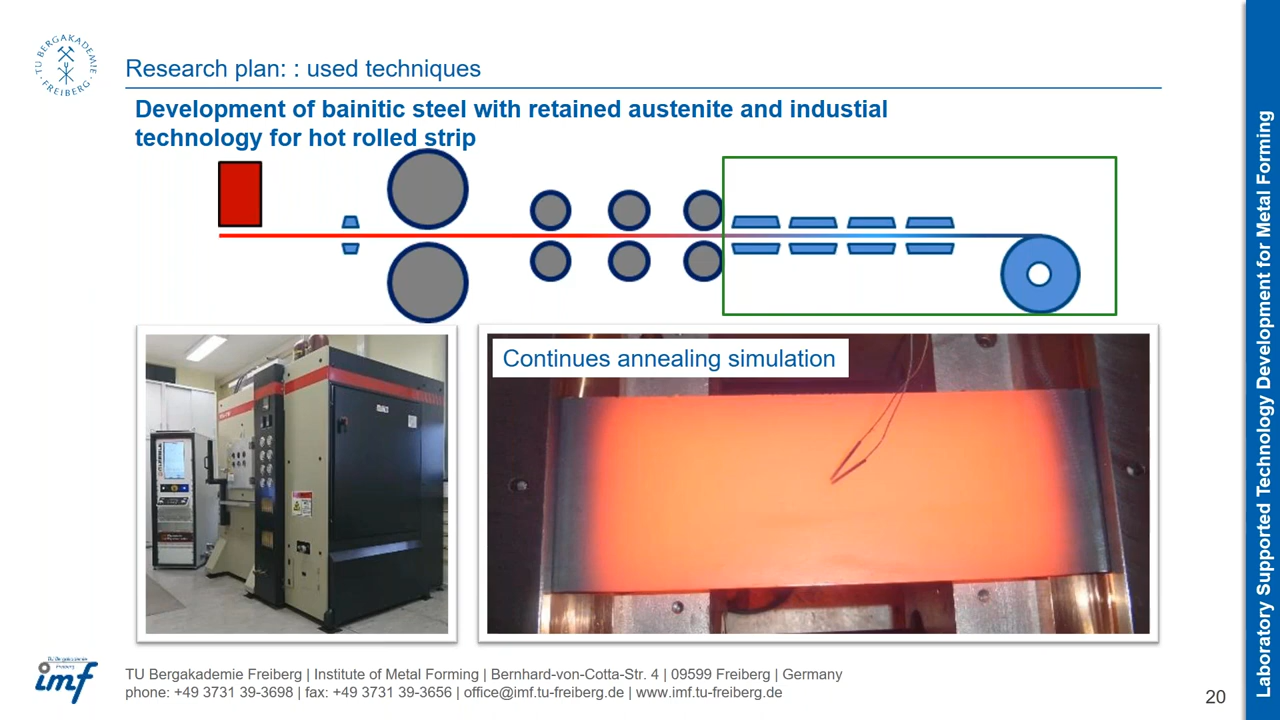 TU BERGAKADEMIE
FREIBERG
Research plan: : used techniques
Development of bainitic steel with retained austenite and industial
technology for hot rolled strip
Continues annealing simulation
Laboratory Supported Technology Development for Metal Forming
imf
TU Bergakademie Freiberg | Institute of Metal Forming | Bernhard-von-Cotta-Str. 4 | 09599 Freiberg | Germany
phone: +49 3731 39-3698 | fax: +49 3731 39-3656 | office@imf.tu-freiberg.de | www.imf.tu-freiberg.de
20